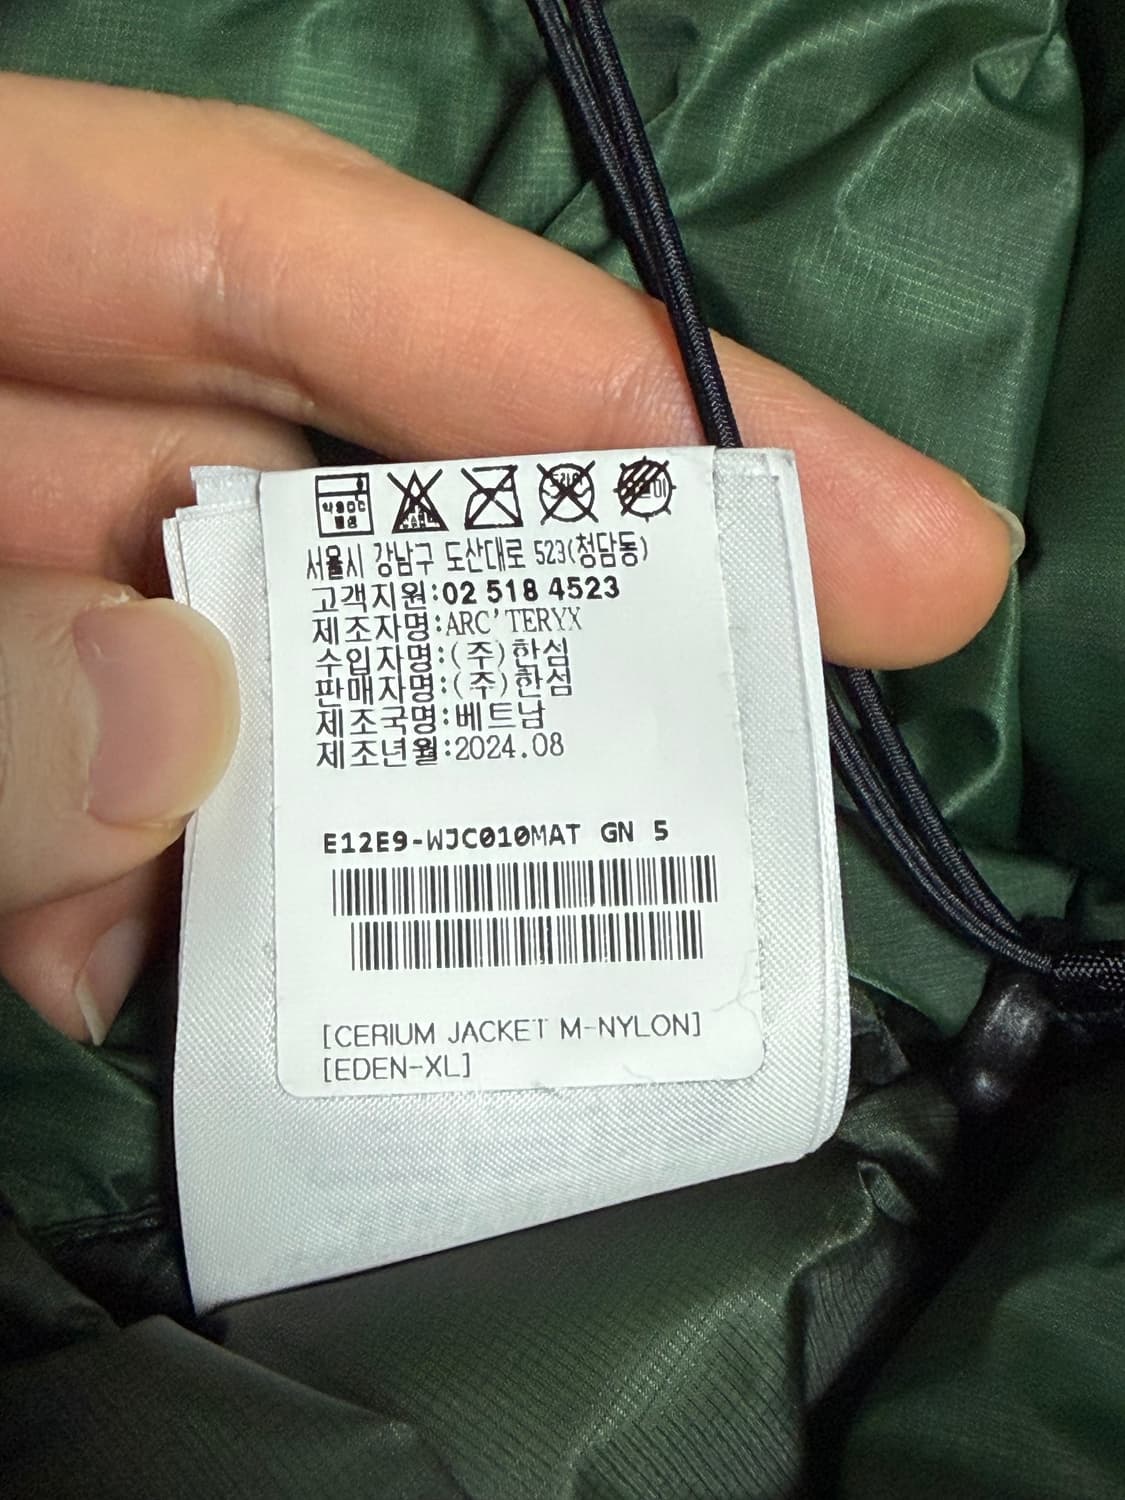 서울시 강남구 도산대로 523(청담동)
고객지원:02 518 4523
제조자명:ARC'TERYX
수입자명:(주)한섬
판매자명:(주)한섬
제조국명:베트남
제조년월:2024.08
E12E9-WJC010MAT GN 5
[CERIUM JACKET M-NYLON]
[EDEN-XL]